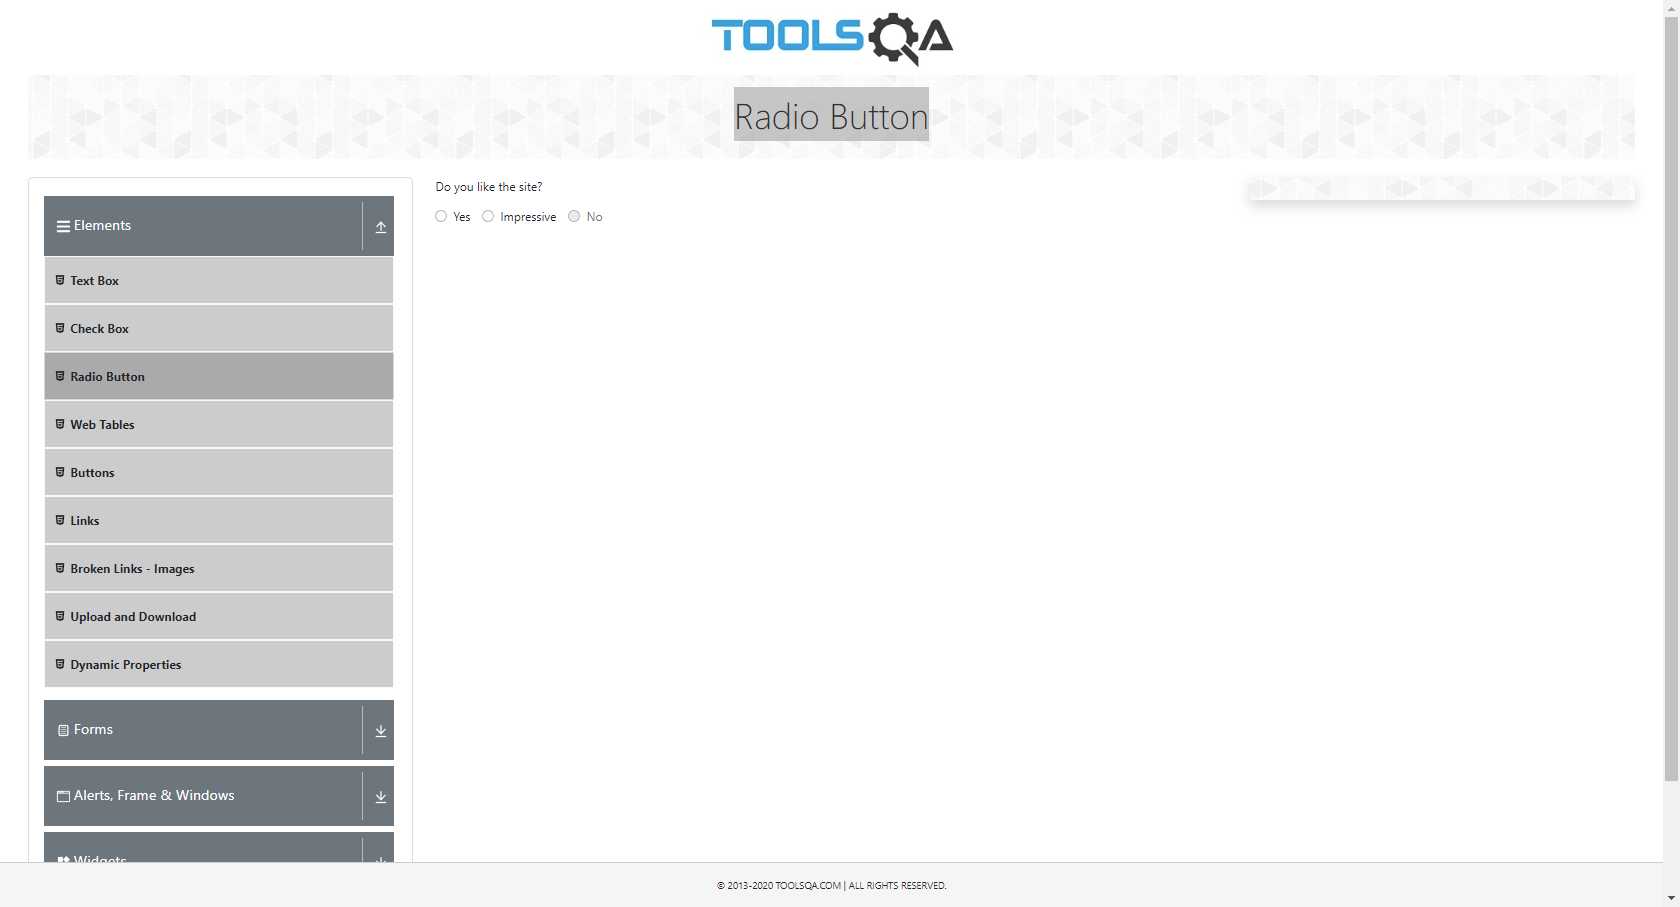 TOOLSQA
Radio Button
Elements
Text Box
Check Box
Radio Button
Web Tables
Buttons
Links
Broken Links - Images
Upload and Download
Dynamic Properties
Forms
Alerts, Frame & Windows
Widgets
Do you like the site?
Yes Impressive No
© 2013-2020 TOOLSQA.COM | ALL RIGHTS RESERVED.